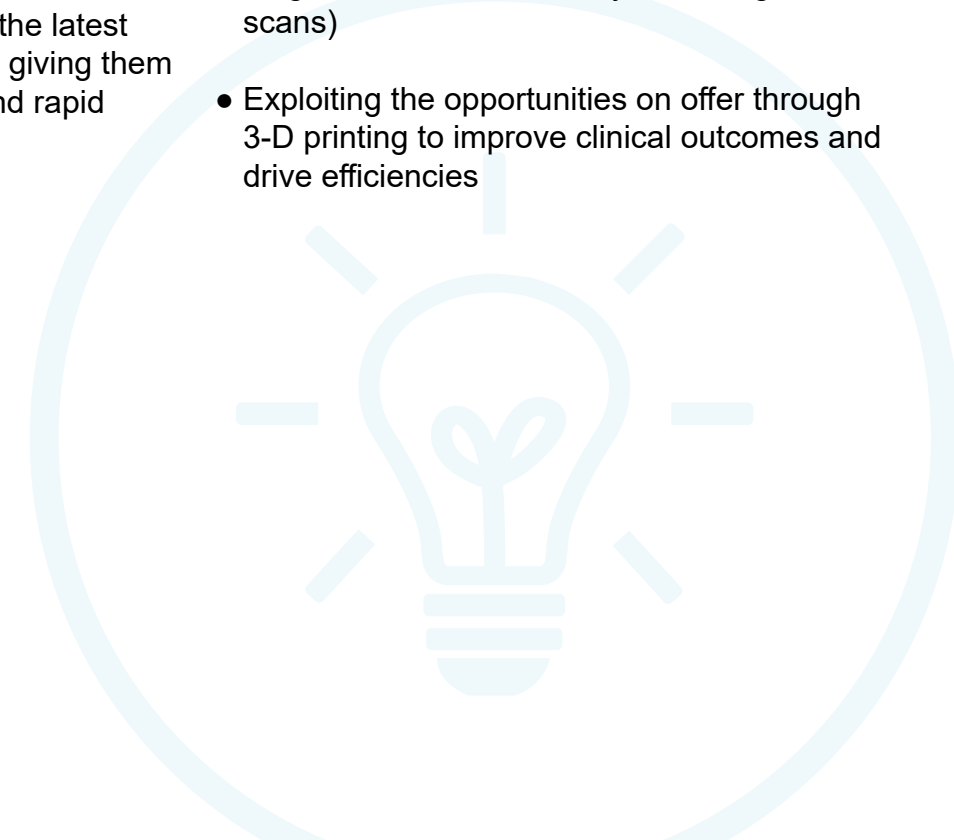 the latest
giving them
rapid
scans)
● Exploiting the opportunities on offer through
3-D printing to improve clinical outcomes and
drive efficiencies